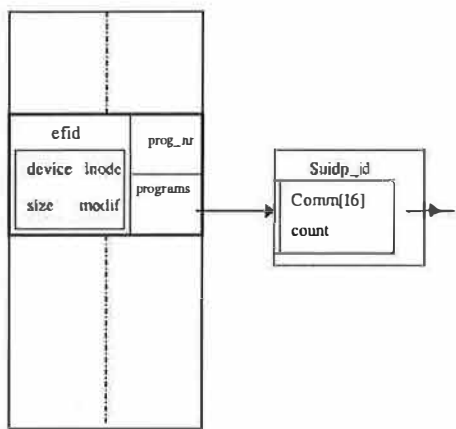 efid
prog_nr
device inode
programs
size modif
Suidp_id
Comm[16]
count